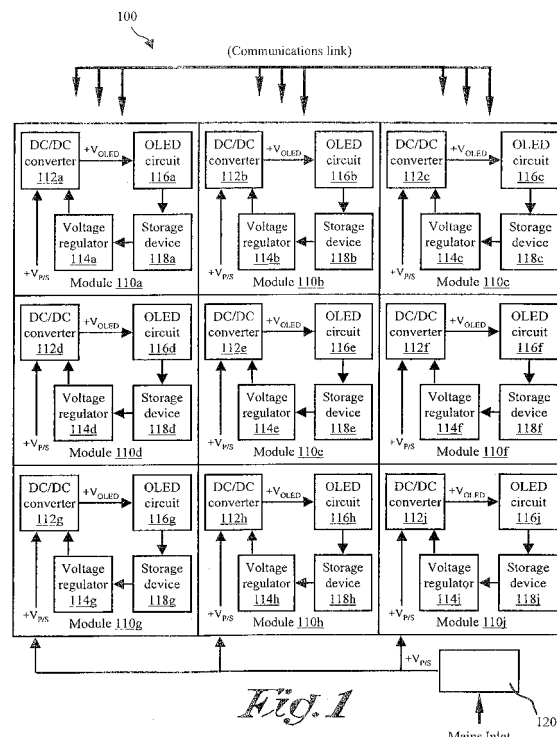 100
(Communications link)
DC/DC converter 112a
+VOLED
OLED circuit 116a
Voltage regulator 114a
Storage device 118a
+VP/S
Module 110a
DC/DC converter 112b
+VOLED
OLED circuit 116b
Voltage regulator 114b
Storage device 118b
Module 110b
DC/DC converter 112c
+VOLED
OLED circuit 116c
Voltage regulator 114c
Storage device 118c
+VP/S
Module 110c
DC/DC converter 112d
+VOLED
OLED circuit 116d
Voltage regulator 114d
Storage device 118d
+VP/S
Module 110d
DC/DC converter 112e
+VOLED
OLED circuit 116e
Voltage regulator 114e
Storage device 118e
+VP/S
Module 110e
DC/DC converter 112f
+VOLED
OLED circuit 116f
Voltage regulator 114f
Storage device 118f
+VP/S
Module 110f
DC/DC converter 112g
+VOLED
OLED circuit 116g
Voltage regulator 114g
Storage device 118g
+VP/S
Module 110g
DC/DC converter 112h
+VOLED
OLED circuit 116h
Voltage regulator 114h
Storage device 118h
+VP/S
Module 110h
DC/DC converter 112j
+VOLED
OLED circuit 116j
Voltage regulator 114j
Storage device 118j
+VP/S
Module 110j
+VP/S
Fig. 1
120
Mains Inlet